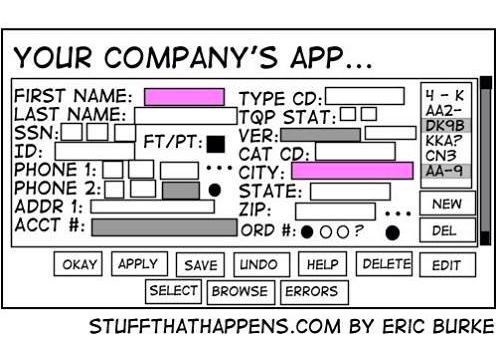 YOUR COMPANY'S APP...
FIRST NAME:
LAST NAME:
SSN:
ID:
FT/PT:
PHONE 1:
...
PHONE 2:
ADDR 1:
ACCT #:
TYPE CD:
TQP STAT:
VER:
CAT CD:
CITY:
STATE:
ZIP:
...
ORD #: ?
4 - K
AA2-
DK9B
KKA?
CN3
AA-9
NEW
DEL
OKAY APPLY SAVE UNDO HELP DELETE EDIT
SELECT BROWSE ERRORS
STUFFTHATHAPPENS.COM BY ERIC BURKE